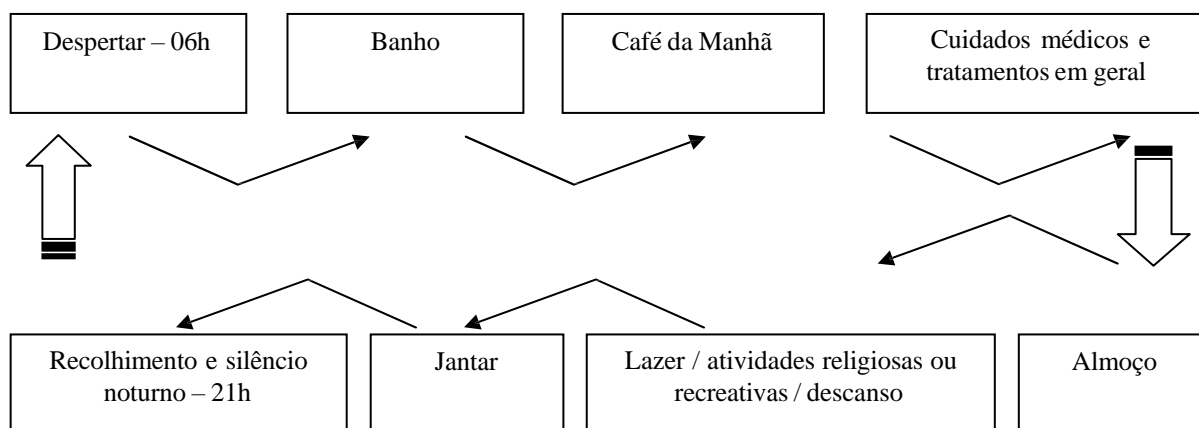 Despertar – 06h
Banho
Café da Manhã
Cuidados médicos e
tratamentos em geral
Recolhimento e silêncio
noturno – 21h
Jantar
Lazer / atividades religiosas ou
recreativas / descanso
Almoço